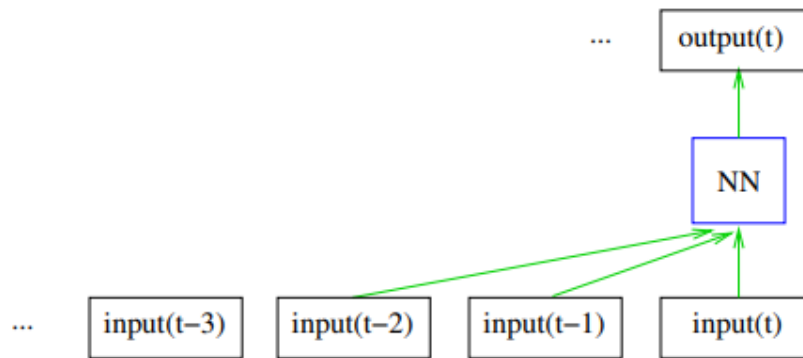 ... output(t)
NN
... input(t−3) input(t−2) input(t−1) input(t)